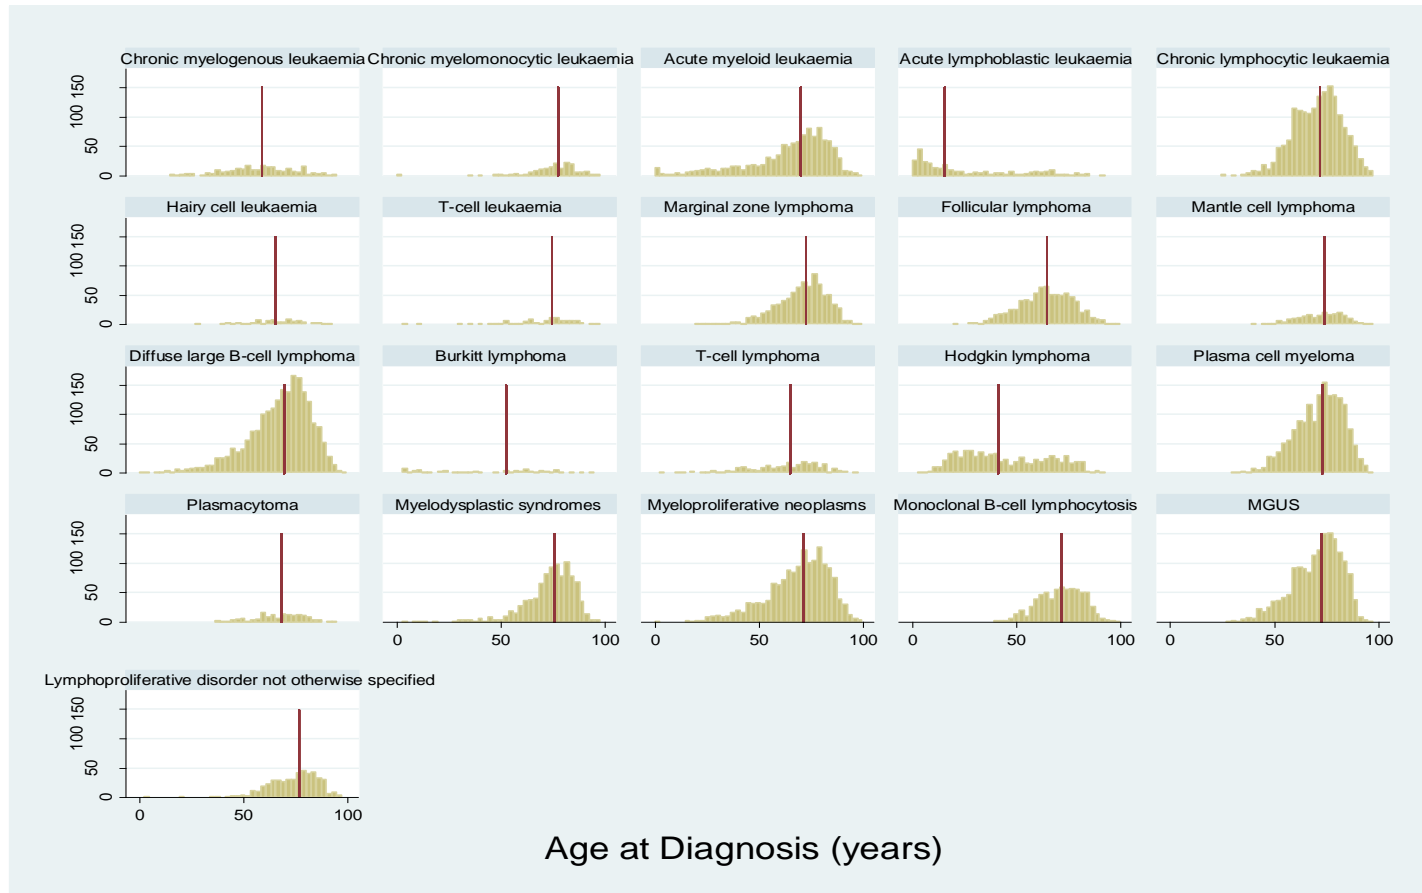 Chronic myelogenous leukaemia Chronic myelomonocytic leukaemia Acute myeloid leukaemia Acute lymphoblastic leukaemia Chronic lymphocytic leukaemia
0 50 100 150
Hairy cell leukaemia T-cell leukaemia Marginal zone lymphoma Follicular lymphoma Mantle cell lymphoma
0 50 100 150
Diffuse large B-cell lymphoma Burkitt lymphoma T-cell lymphoma Hodgkin lymphoma Plasma cell myeloma
0 50 100 150
Plasmacytoma Myelodysplastic syndromes Myeloproliferative neoplasms Monoclonal B-cell lymphocytosis MGUS
0 50 100 150
0 50 100 0 50 100 0 50 100 0 50 100
Lymphoproliferative disorder not otherwise specified
0 50 100 150
0 50 100
Age at Diagnosis (years)